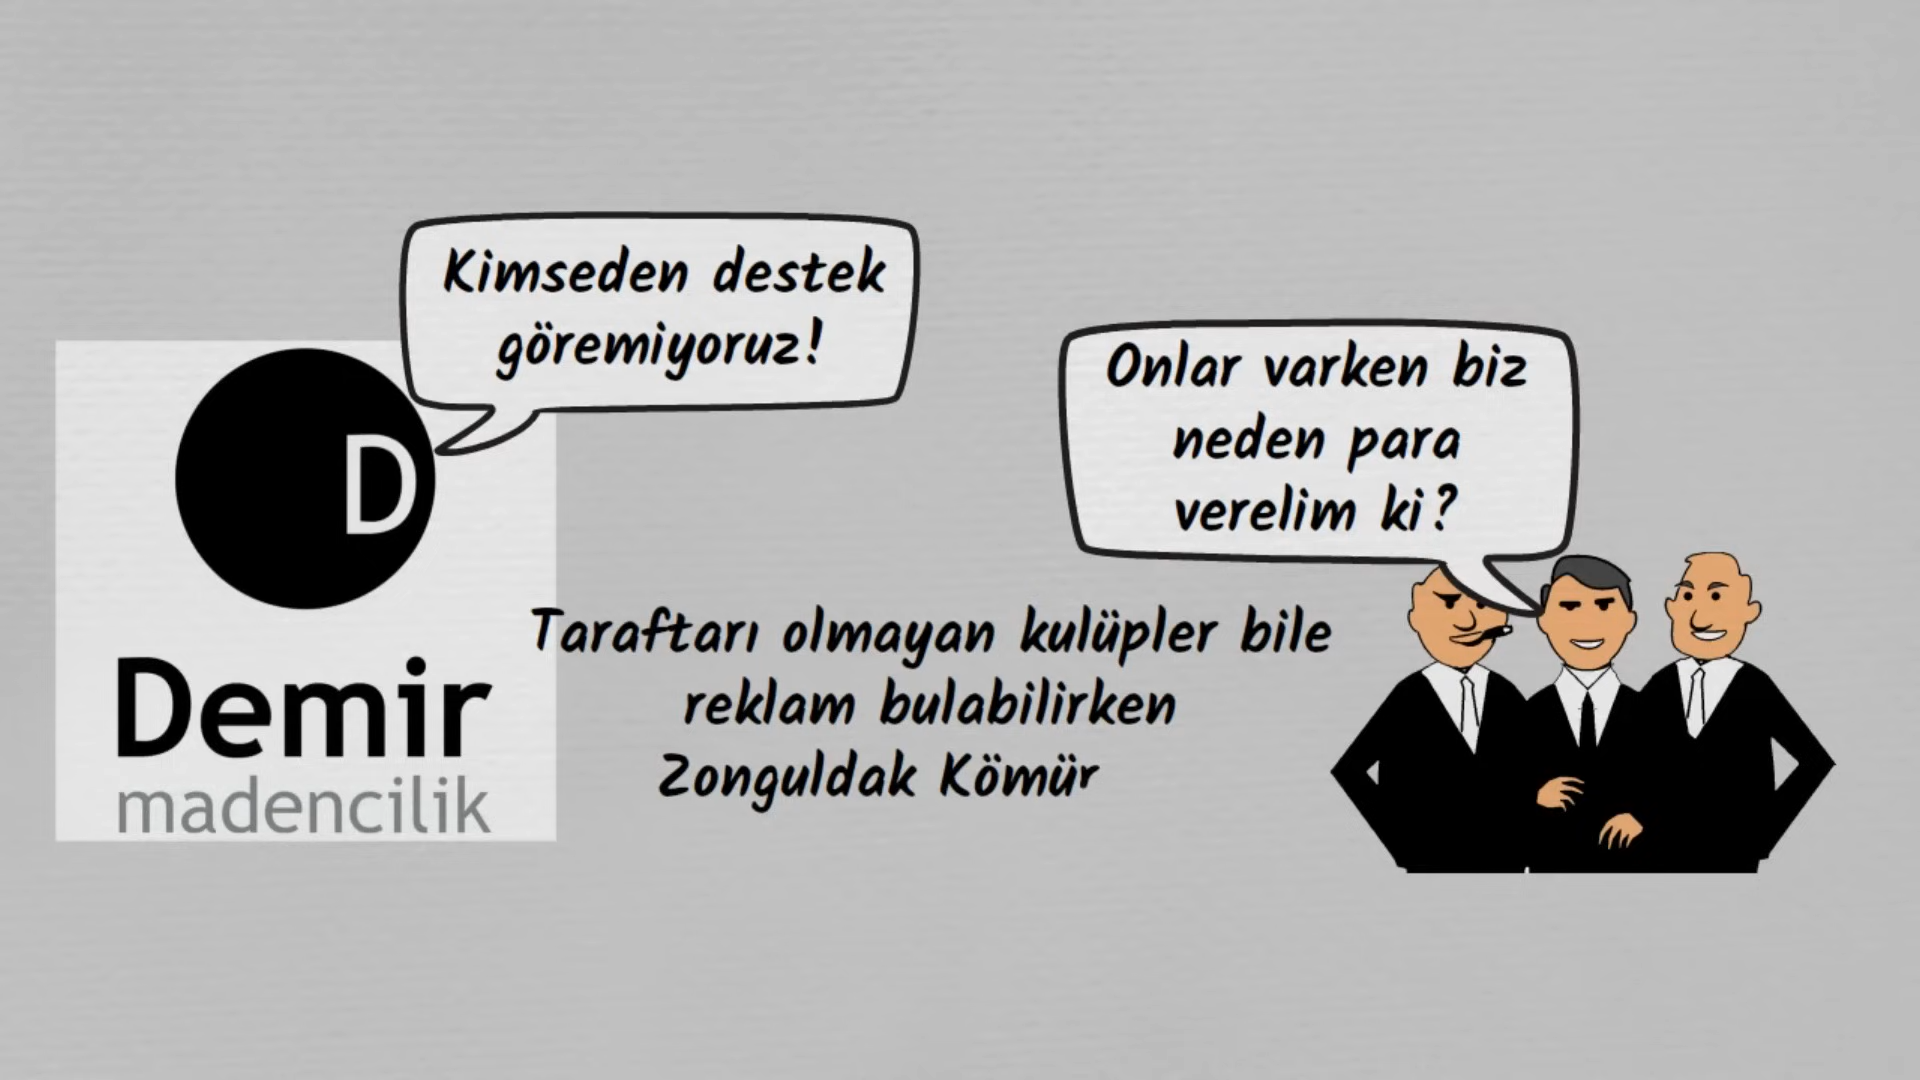 Kimseden destek
göremiyoruz!
Onlar varken biz
neden para
verelim ki?
D
Demir
madencilik
Taraftarı olmayan kulüpler bile
reklam bulabilirken
Zonguldak Kömür